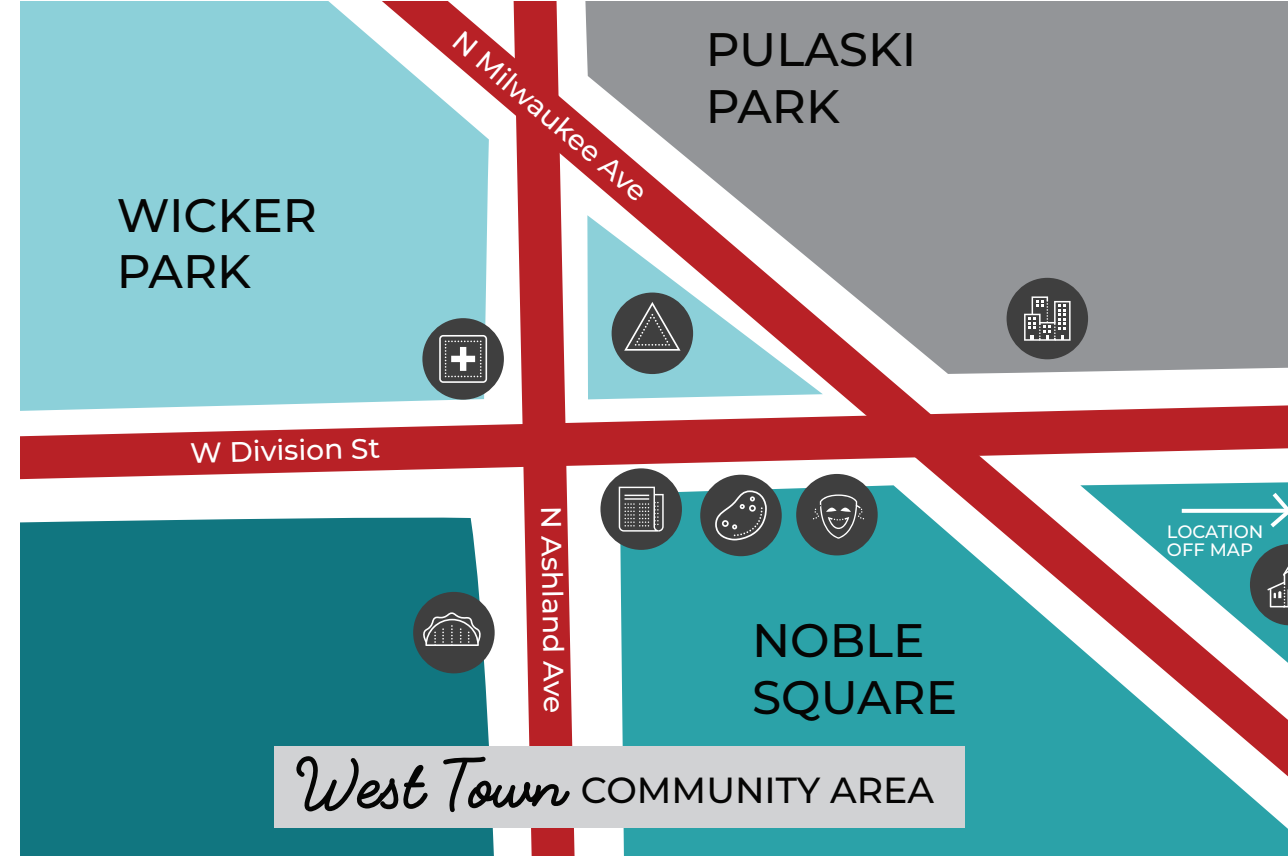 N Milwaukee Ave
PULASKI
PARK
WICKER
PARK
W Division St
N Ashland Ave
LOCATION
OFF MAP
NOBLE
SQUARE
West Town COMMUNITY AREA